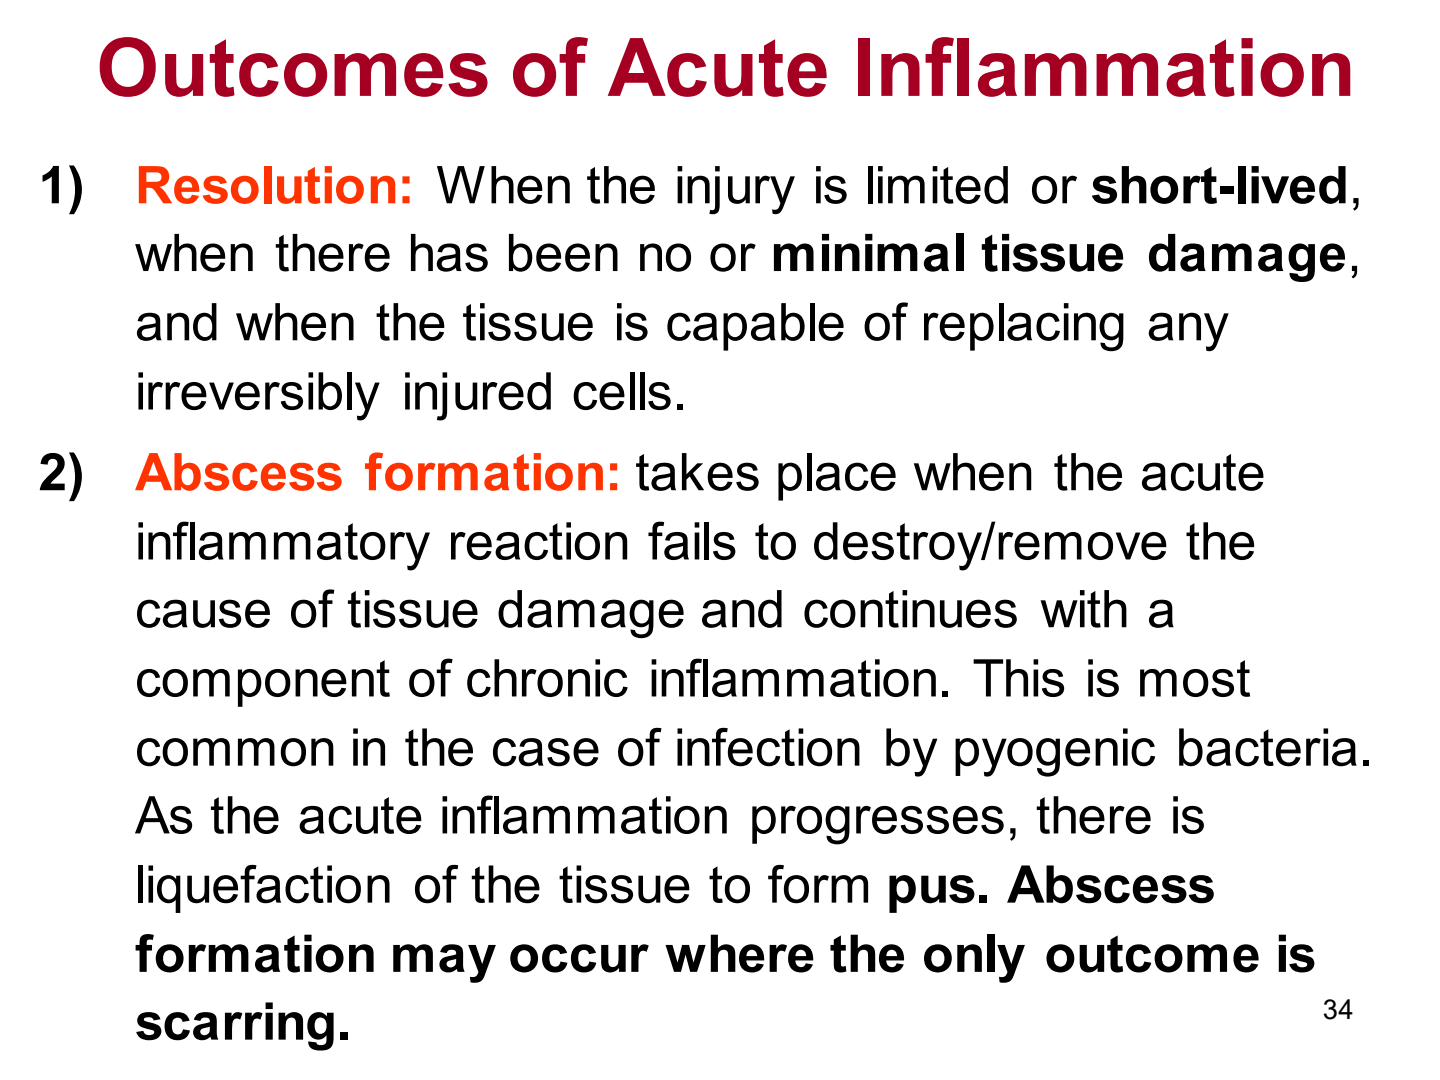 Outcomes of Acute Inflammation
1) Resolution: When the injury is limited or short-lived,
when there has been no or minimal tissue damage,
and when the tissue is capable of replacing any
irreversibly injured cells.
2) Abscess formation: takes place when the acute
inflammatory reaction fails to destroy/remove the
cause of tissue damage and continues with a
component of chronic inflammation. This is most
common in the case of infection by pyogenic bacteria.
As the acute inflammation progresses, there is
liquefaction of the tissue to form pus. Abscess
formation may occur where the only outcome is
scarring.
34